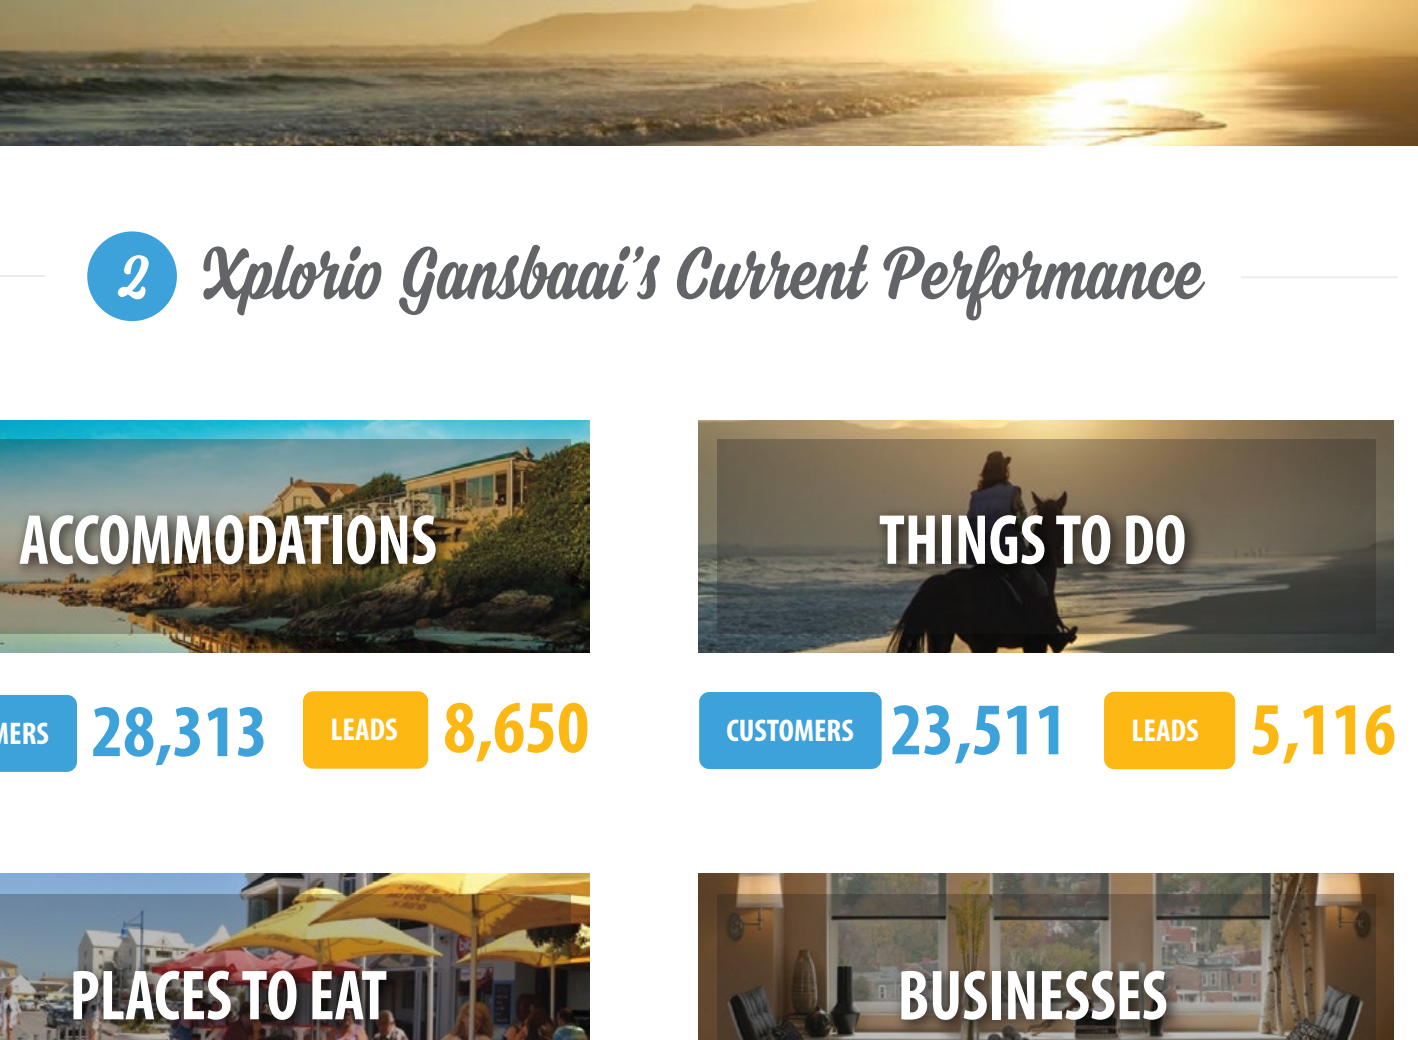 2 Xplorio Gansbaai's Current Performance
ACCOMMODATIONS
THINGS TO DO
MERS 28,313 LEADS 8,650
CUSTOMERS 23,511 LEADS 5,116
PLACES TO EAT
BUSINESSES